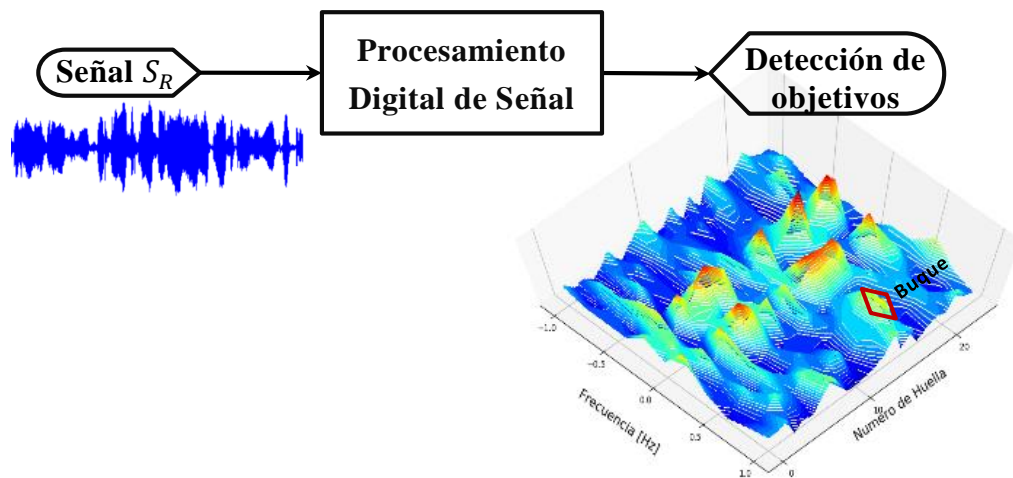 Señal S_R
Procesamiento
Digital de Señal
Detección de
objetivos
Buque
-1.0
-0.5
0.0
0.5
1.0
Frecuencia [Hz]
0
10
20
Numero de Huella